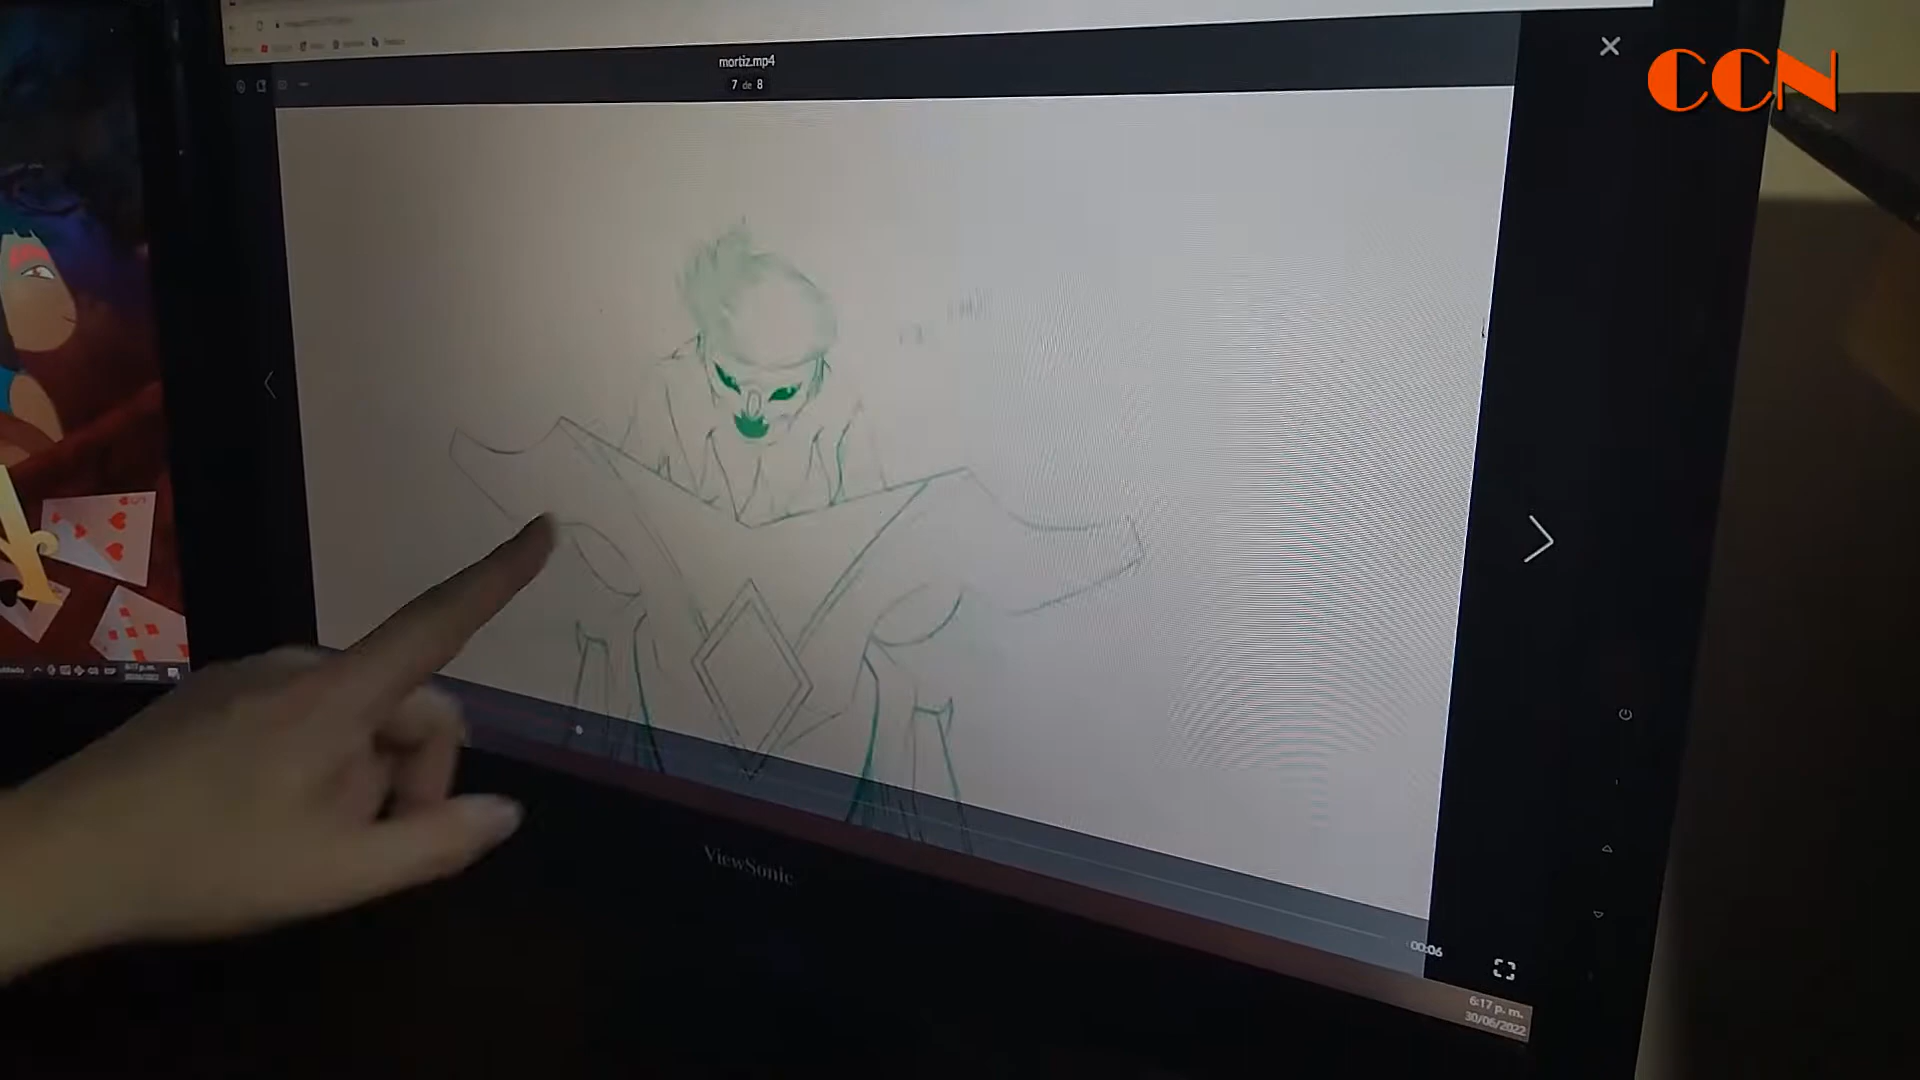 CCN
mortiz.mp4
7 de 8
ViewSonic
00:06
6:17 p. m.
30/06/2022